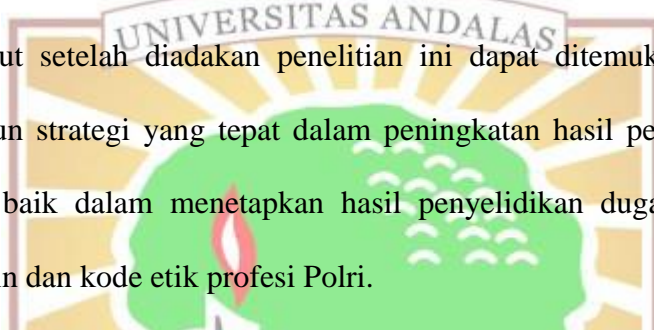 UNIVERSITAS ANDALAS
ut setelah diadakan penelitian ini dapat ditemuk
un strategi yang tepat dalam peningkatan hasil pe
baik dalam menetapkan hasil penyelidikan duga
n dan kode etik profesi Polri.